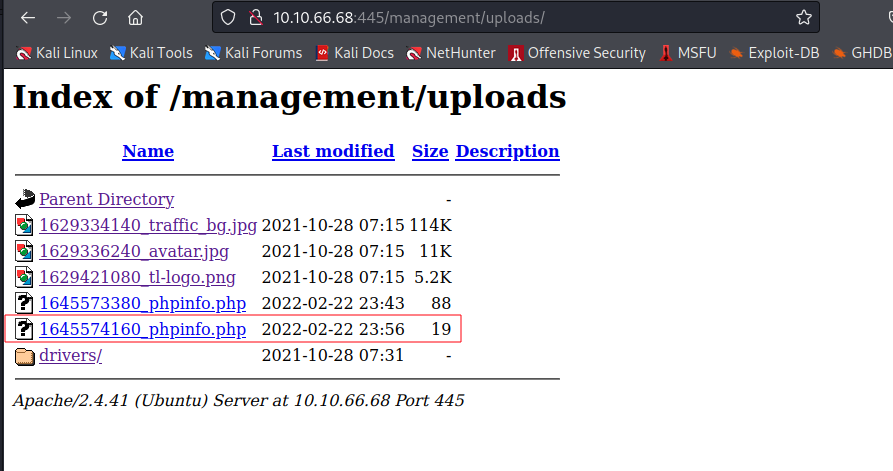 10.10.66.68:445/management/uploads/
Kali Linux Kali Tools Kali Forums Kali Docs NetHunter Offensive Security MSFU Exploit-DB GHDB
Index of /management/uploads
Name Last modified Size Description
Parent Directory -
1629334140_traffic_bg.jpg 2021-10-28 07:15 114K
1629336240_avatar.jpg 2021-10-28 07:15 11K
1629421080_tl-logo.png 2021-10-28 07:15 5.2K
1645573380_phpinfo.php 2022-02-22 23:43 88
1645574160_phpinfo.php 2022-02-22 23:56 19
drivers/ 2021-10-28 07:31 -
Apache/2.4.41 (Ubuntu) Server at 10.10.66.68 Port 445